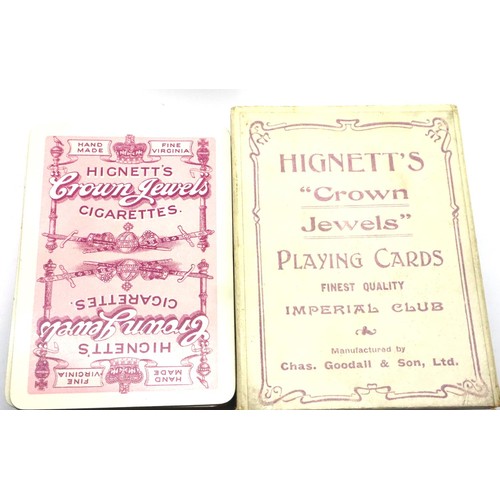 HAND MADE
FINE VIRGINIA
HIGNETT'S
"Crown Jewels"
CIGARETTES.
CIGARETTES.
"Crown Jewels"
HIGNETT'S
HAND MADE
FINE VIRGINIA
HIGNETT'S
"Crown
Jewels"
PLAYING CARDS
FINEST QUALITY
IMPERIAL CLUB
Manufactured by
Chas. Goodall & Son, Ltd.